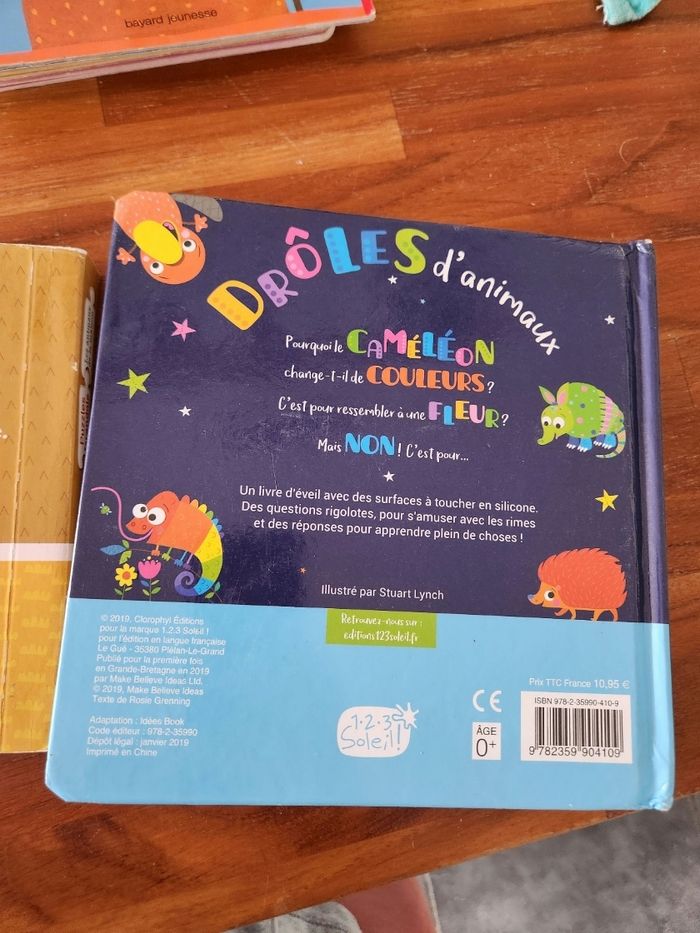 bayard jeunesse
DRÔLES d'animaux
Pourquoi le CAMÉLÉON
change-t-il de COULEURS ?
C'est pour ressembler à une FLEUR ?
Mais NON ! C'est pour...
Un livre d'éveil avec des surfaces à toucher en silicone.
Des questions rigolotes, pour s'amuser avec les rimes
et des réponses pour apprendre plein de choses !
Illustré par Stuart Lynch
© 2019, Clorophyl Éditions
pour la marque 1.2.3 Soleil !
pour l'édition en langue française
Le Gué - 35380 Plélan-Le-Grand
Publié pour la première fois
en Grande-Bretagne en 2019
par Make Believe Ideas Ltd.
© 2019, Make Believe Ideas
Texte de Rosie Greening
Adaptation : Idées Book
Code éditeur : 978-2-35990
Dépôt légal : janvier 2019
Imprimé en Chine
Retrouvez-nous sur :
editions123soleil.fr
1·2·3
Soleil!
CE
ÂGE
0+
Prix TTC France 10,95 €
ISBN 978-2-35990-410-9
9 782359 904109